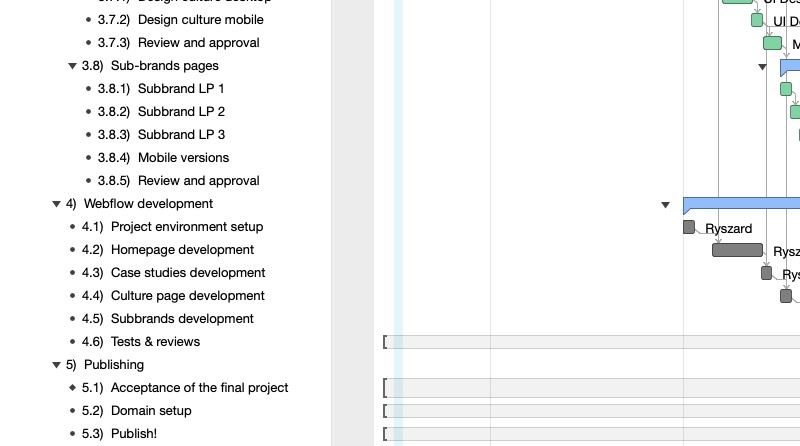 3.7.2) Design culture mobile
UI D
3.7.3) Review and approval
M
3.8) Sub-brands pages
3.8.1) Subbrand LP 1
3.8.2) Subbrand LP 2
3.8.3) Subbrand LP 3
3.8.4) Mobile versions
3.8.5) Review and approval
4) Webflow development
4.1) Project environment setup
Ryszard
4.2) Homepage development
Rysz
4.3) Case studies development
Rys
4.4) Culture page development
4.5) Subbrands development
4.6) Tests & reviews
5) Publishing
5.1) Acceptance of the final project
5.2) Domain setup
5.3) Publish!